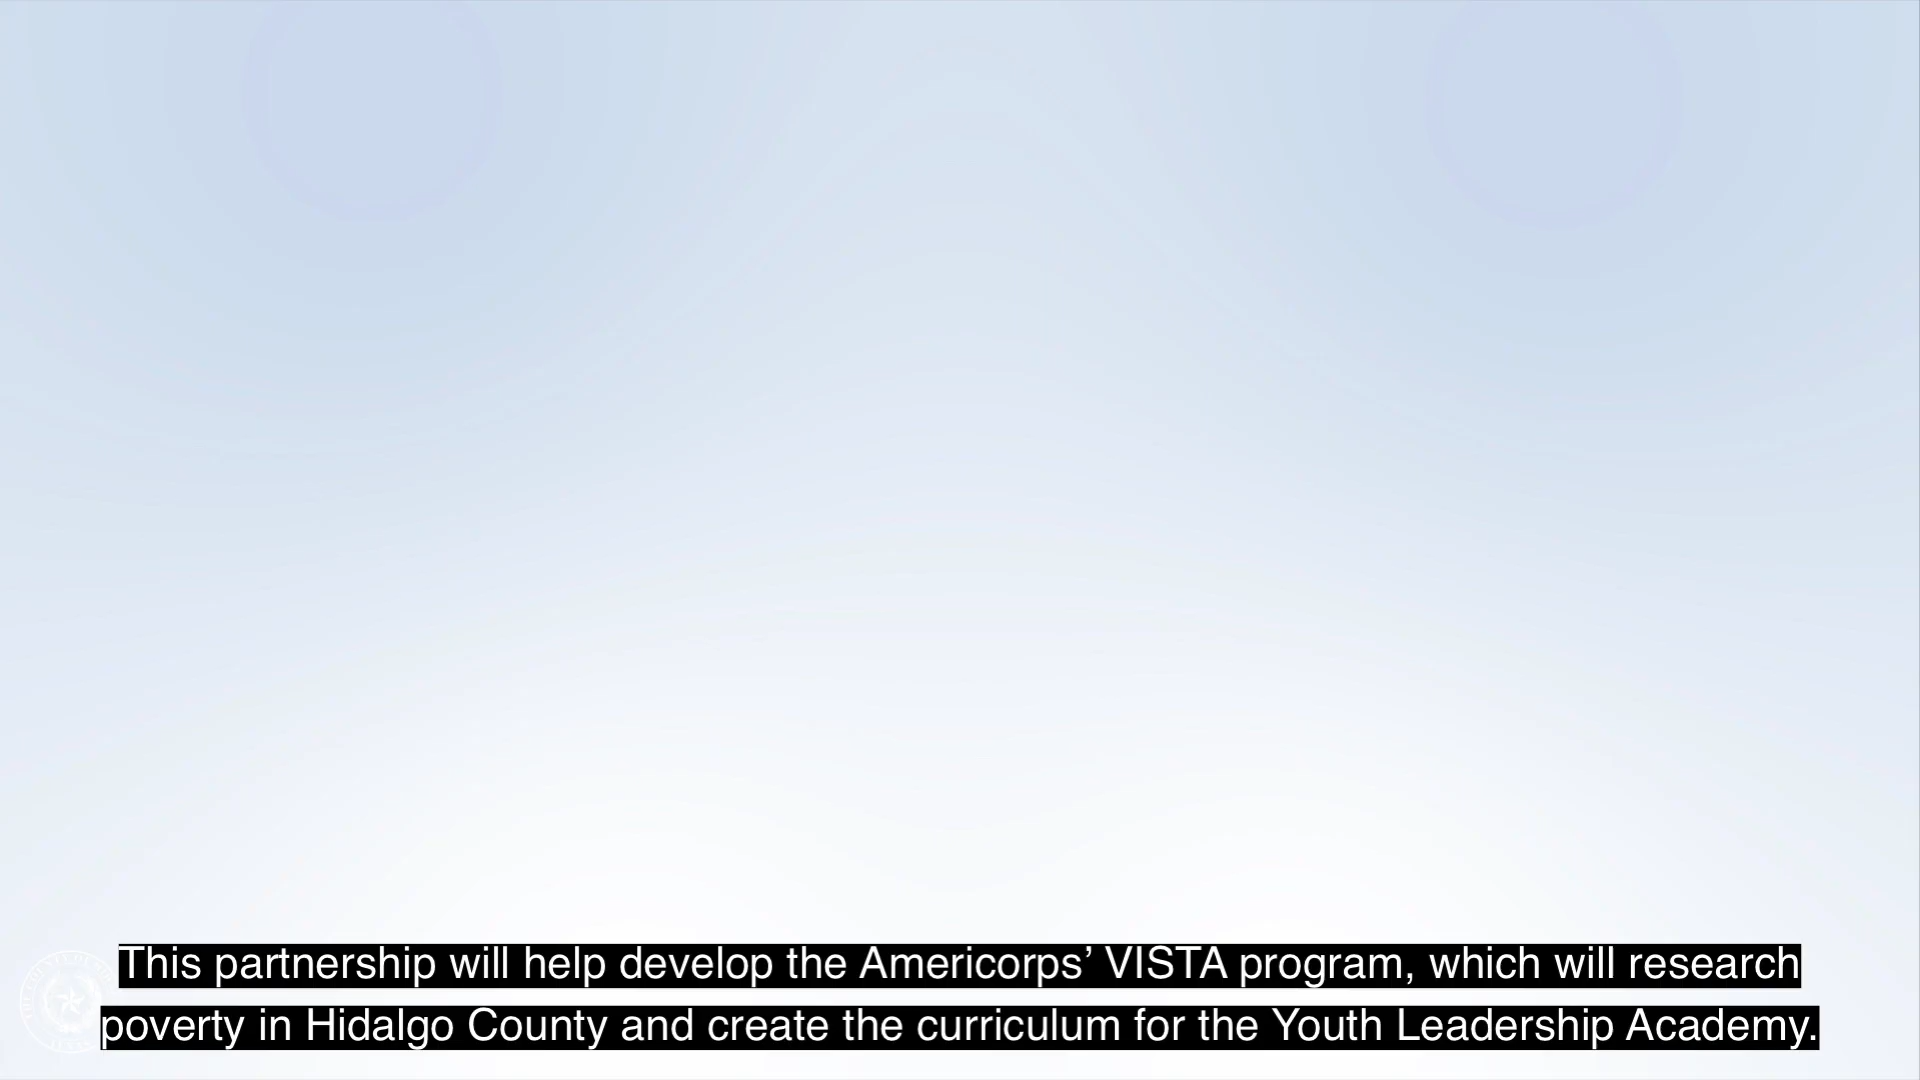 This partnership will help develop the Americorps’ VISTA program, which will research
poverty in Hidalgo County and create the curriculum for the Youth Leadership Academy.